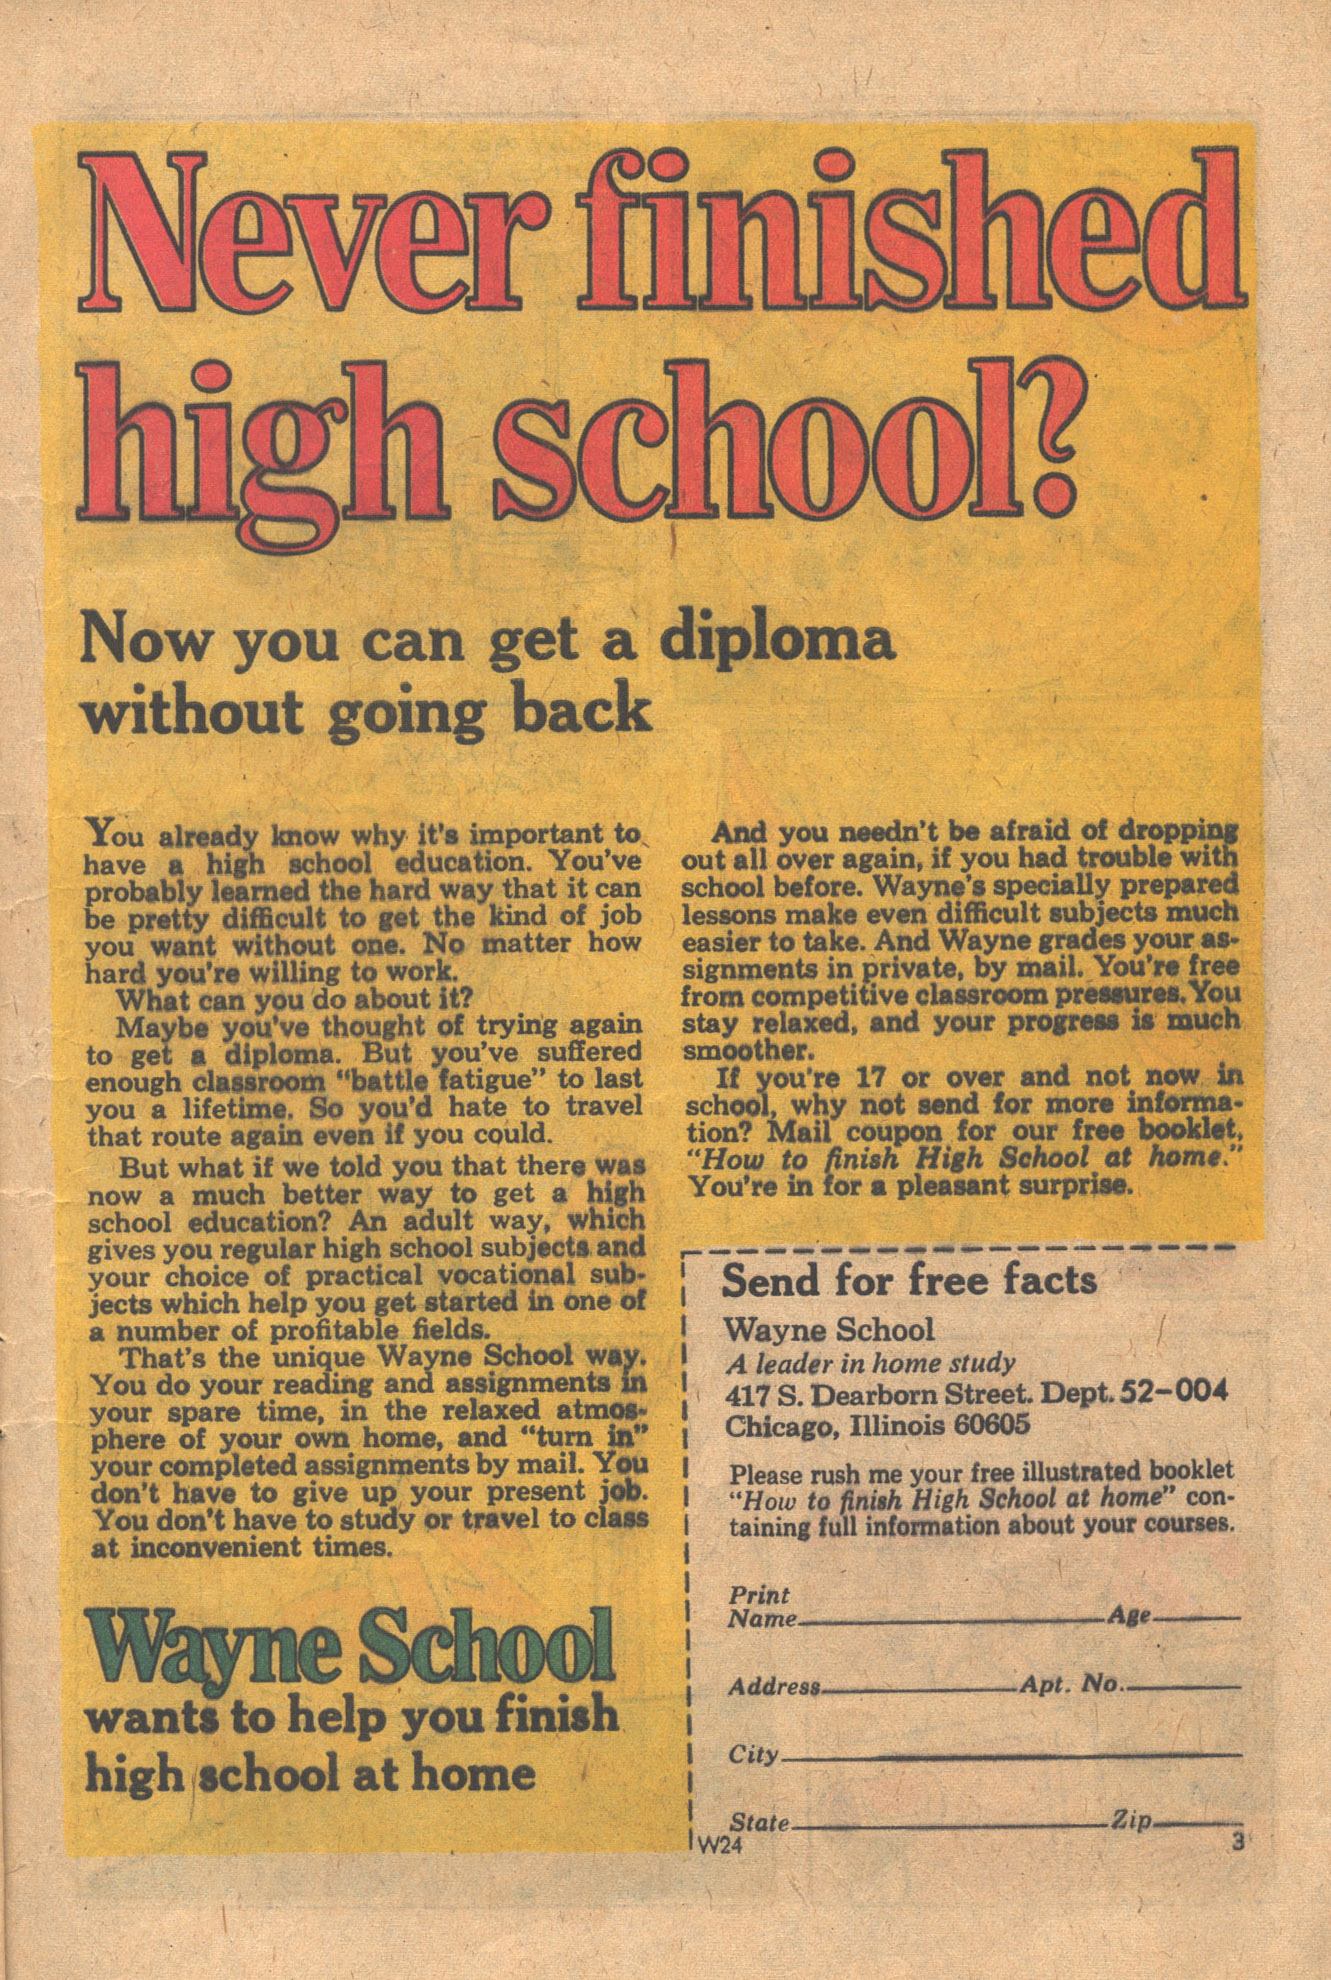 Never finished
high school?
Now you can get a diploma
without going back
You already know why it's important to
have a high school education. You've
probably learned the hard way that it can
be pretty difficult to get the kind of job
you want without one. No matter how
hard you're willing to work.
What can you do about it?
Maybe you've thought of trying again
to get a diploma. But you've suffered
enough classroom "battle fatigue" to last
you a lifetime. So you'd hate to travel
that route again even if you could.
But what if we told you that there was
now a much better way to get a high
school education? An adult way, which
gives you regular high school subjects and
your choice of practical vocational sub-
jects which help you get started in one of
a number of profitable fields.
That's the unique Wayne School way.
You do your reading and assignments in
your spare time, in the relaxed atmos-
phere of your own home, and "turn in"
your completed assignments by mail. You
don't have to give up your present job.
You don't have to study or travel to class
at inconvenient times.
Wayne School
wants to help you finish
high school at home
And you needn't be afraid of dropping
out all over again, if you had trouble with
school before. Wayne's specially prepared
lessons make even difficult subjects much
easier to take. And Wayne grades your as-
signments in private, by mail. You're free
from competitive classroom pressures. You
stay relaxed, and your progress is much
smoother.
If you're 17 or over and not now in
school, why not send for more informa-
tion? Mail coupon for our free booklet,
"How to finish High School at home."
You're in for a pleasant surprise.
Send for free facts
Wayne School
A leader in home study
417 S. Dearborn Street. Dept. 52-004
Chicago, Illinois 60605
Please rush me your free illustrated booklet
"How to finish High School at home" con-
taining full information about your courses.
Print
Name Age
Address Apt. No.
City
State Zip
W24 3